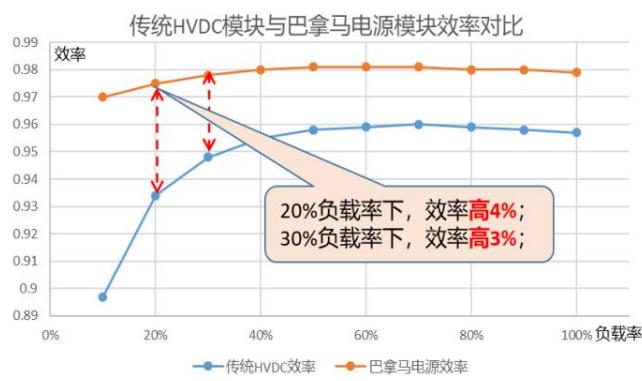 传统HVDC模块与巴拿马电源模块效率对比
0.99
效率
0.98
0.97
0.96
0.95
0.94
0.93
0.92
0.91
0.9
0.89
20%负载率下，效率高4%；
30%负载率下，效率高3%；
0% 20% 40% 60% 80% 100% 负载率
传统HVDC效率 巴拿马电源效率